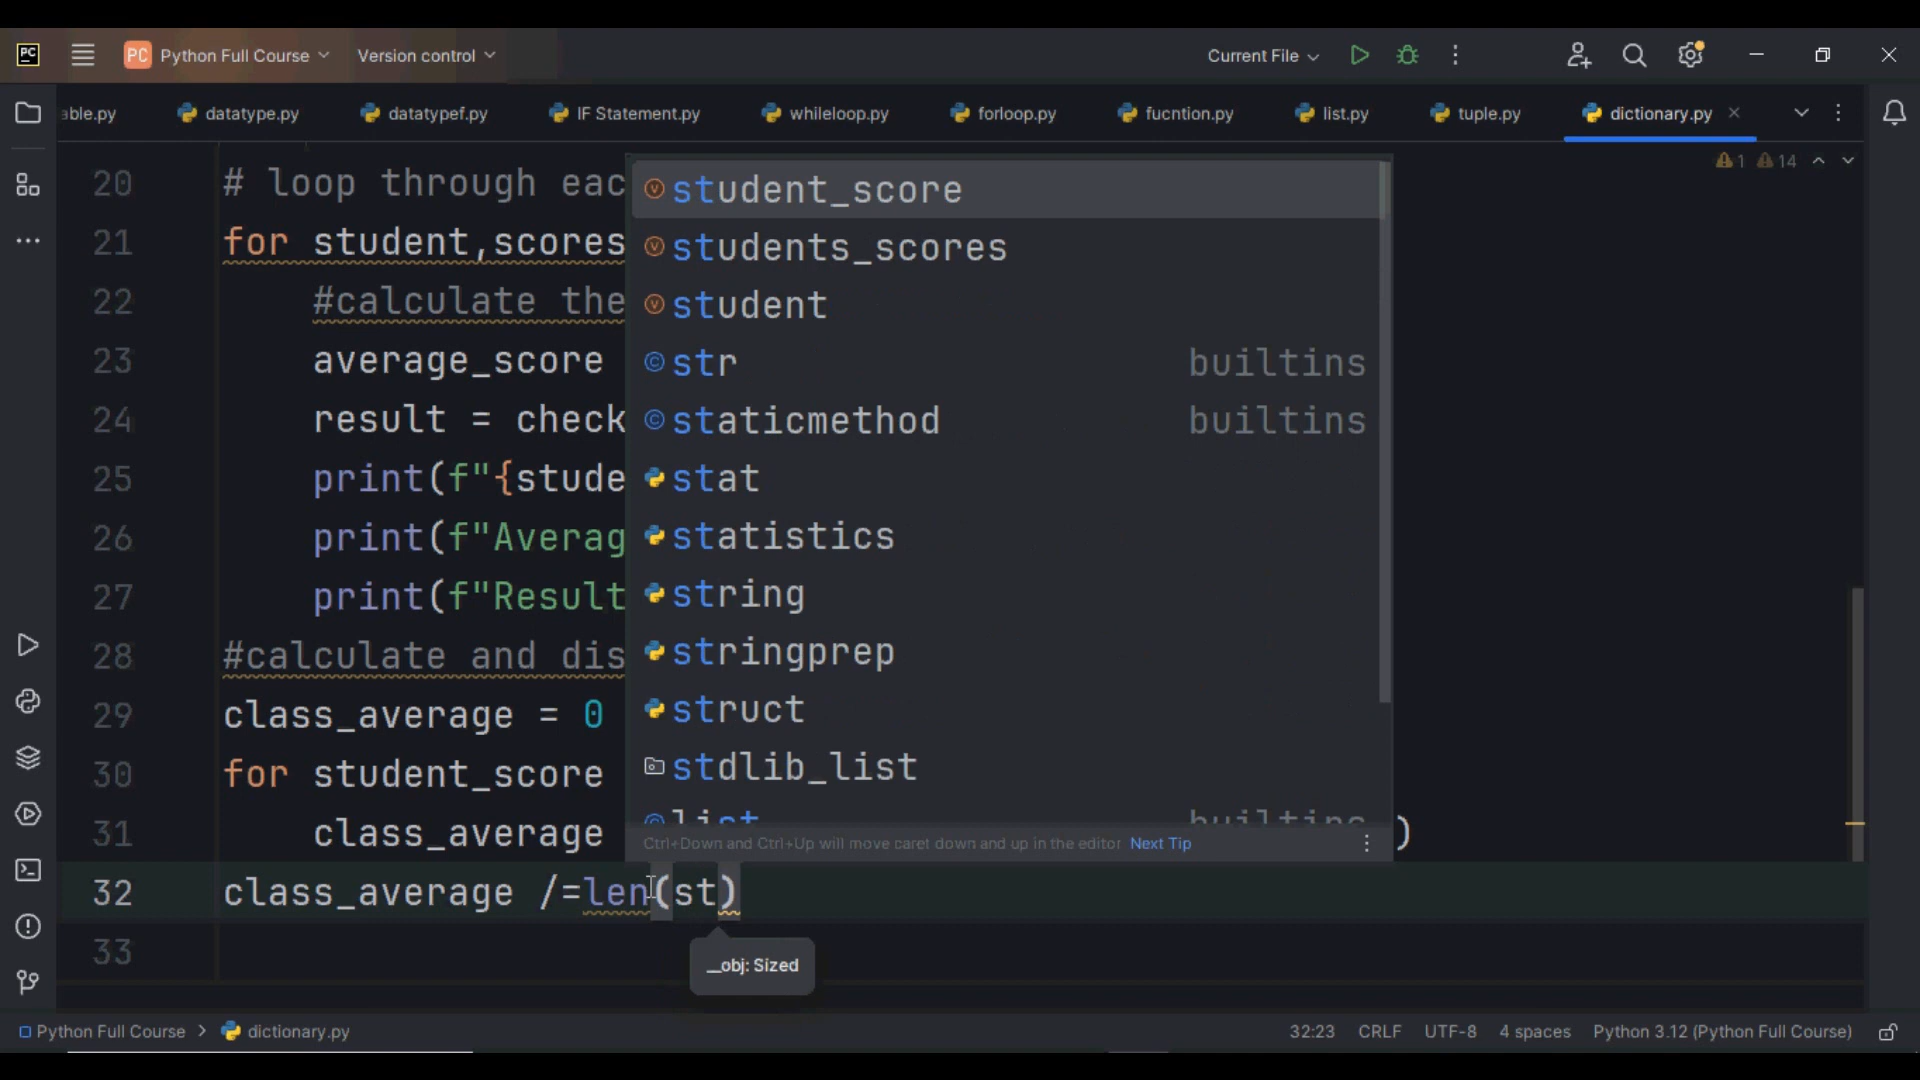 PC PC Python Full Course Version control Current File
able.py datatype.py datatypef.py IF Statement.py whileloop.py forloop.py fucntion.py list.py tuple.py dictionary.py
1 14
20 # loop through eac
21 for student,scores
22 #calculate the
23 average_score
24 result = check
25 print(f"{stude
26 print(f"Averag
27 print(f"Result
28 #calculate and dis
29 class_average = 0
30 for student_score
31 class_average )
32 class_average /=len(st)
33
student_score
students_scores
student
str builtins
staticmethod builtins
stat
statistics
string
stringprep
struct
stdlib_list
list builtins
Ctrl+Down and Ctrl+Up will move caret down and up in the editor Next Tip
__obj: Sized
Python Full Course > dictionary.py 32:23 CRLF UTF-8 4 spaces Python 3.12 (Python Full Course)